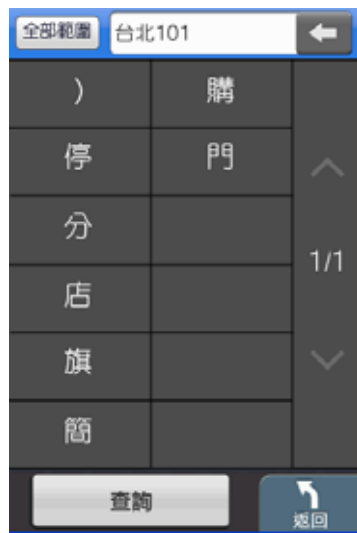 全部範圍 台北101
) 購
停 門
分
店
1/1
旗
簡
查詢
返回